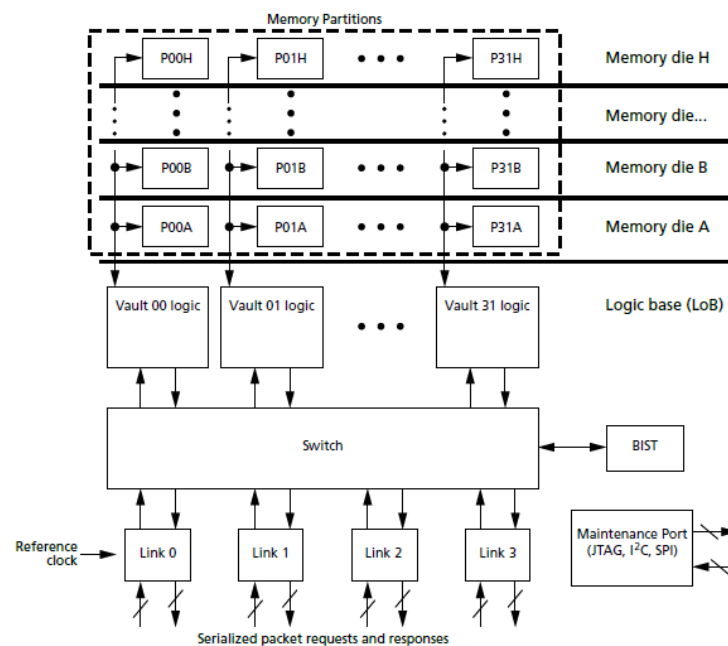 Memory Partitions
P00H P01H P31H Memory die H
Memory die...
P00B P01B P31B Memory die B
P00A P01A P31A Memory die A
Vault 00 logic Vault 01 logic Vault 31 logic Logic base (LoB)
Switch BIST
Reference
clock
Link 0 Link 1 Link 2 Link 3
Maintenance Port
(JTAG, I²C, SPI)
Serialized packet requests and responses